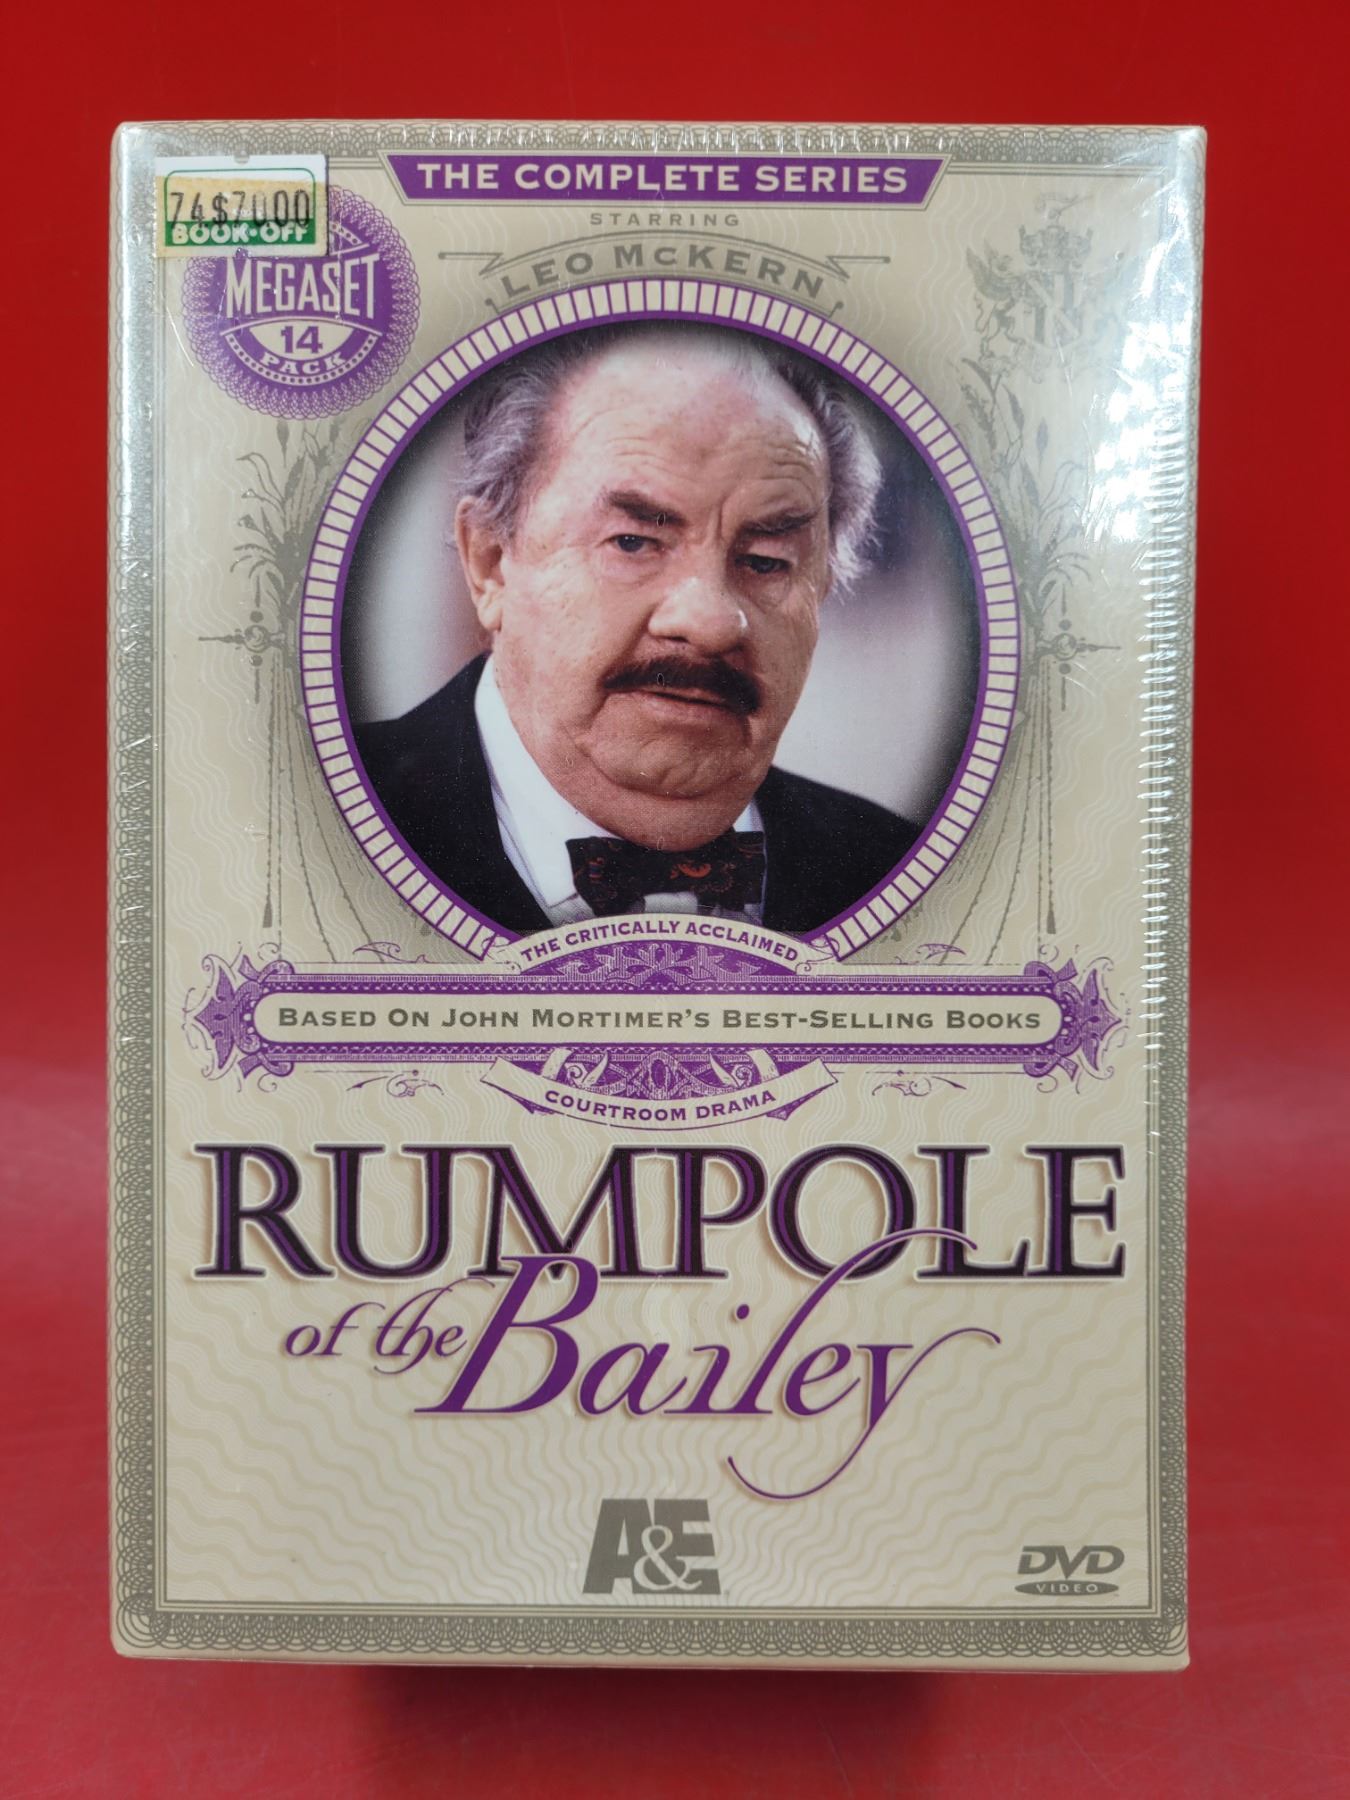 THE COMPLETE SERIES
STARRING
LEO MCKERN
74$7000
BOOK-OFF
MEGASET
14
PACK
THE CRITICALLY ACCLAIMED
BASED ON JOHN MORTIMER'S BEST-SELLING BOOKS
COURTROOM DRAMA
RUMPOLE
of the Bailey
A&E
DVD
VIDEO